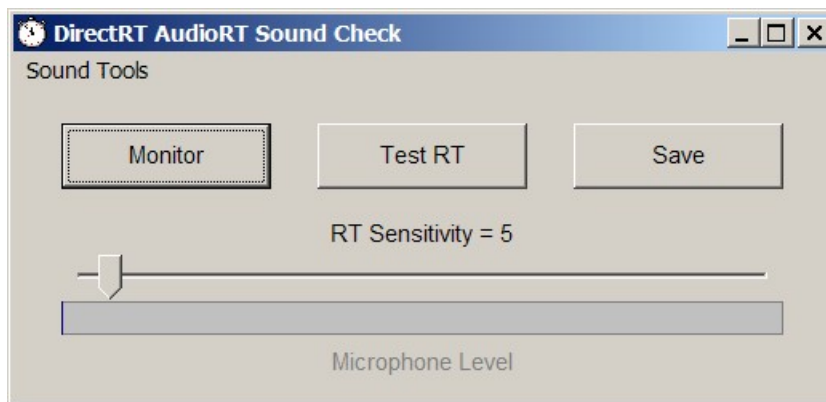 DirectRT AudioRT Sound Check
Sound Tools
Monitor Test RT Save
RT Sensitivity = 5
Microphone Level